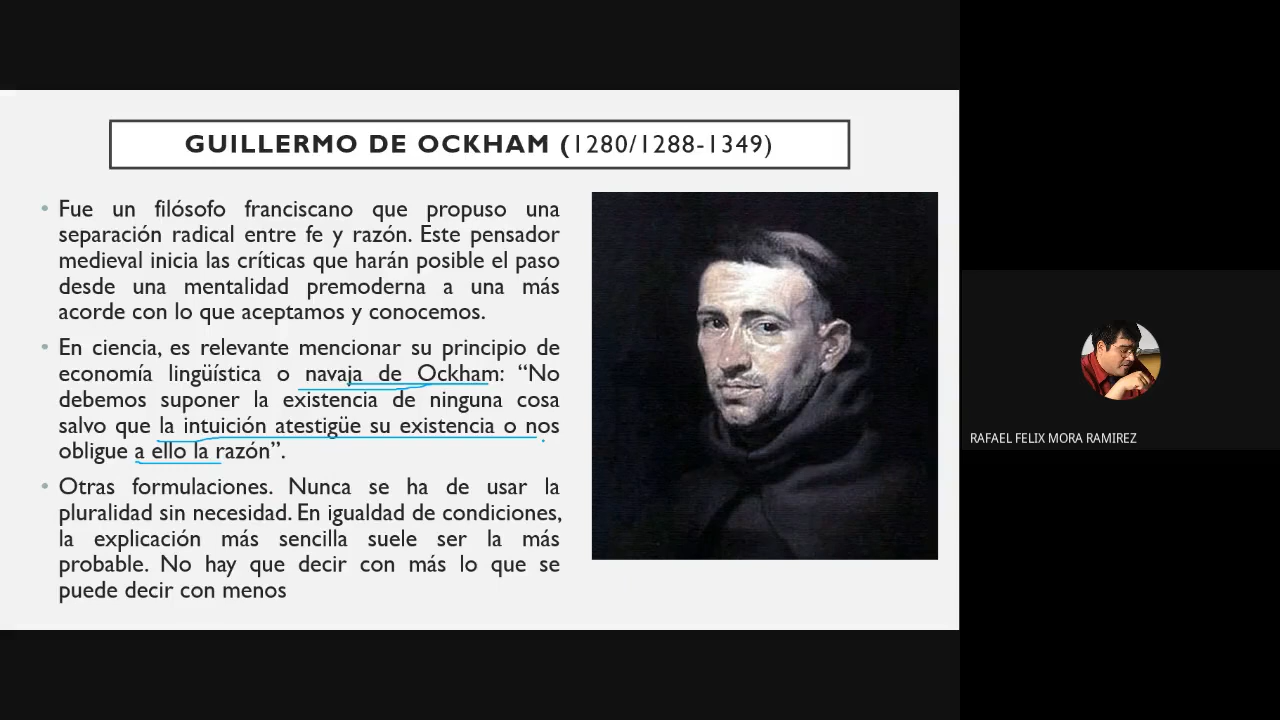 GUILLERMO DE OCKHAM (1280/1288-1349)
• Fue un filósofo franciscano que propuso una
separación radical entre fe y razón. Este pensador
medieval inicia las críticas que harán posible el paso
desde una mentalidad premoderna a una más
acorde con lo que aceptamos y conocemos.
• En ciencia, es relevante mencionar su principio de
economía lingüística o navaja de Ockham: “No
debemos suponer la existencia de ninguna cosa
salvo que la intuición atestigüe su existencia o nos
obligue a ello la razón”.
• Otras formulaciones. Nunca se ha de usar la
pluralidad sin necesidad. En igualdad de condiciones,
la explicación más sencilla suele ser la más
probable. No hay que decir con más lo que se
puede decir con menos
RAFAEL FELIX MORA RAMIREZ